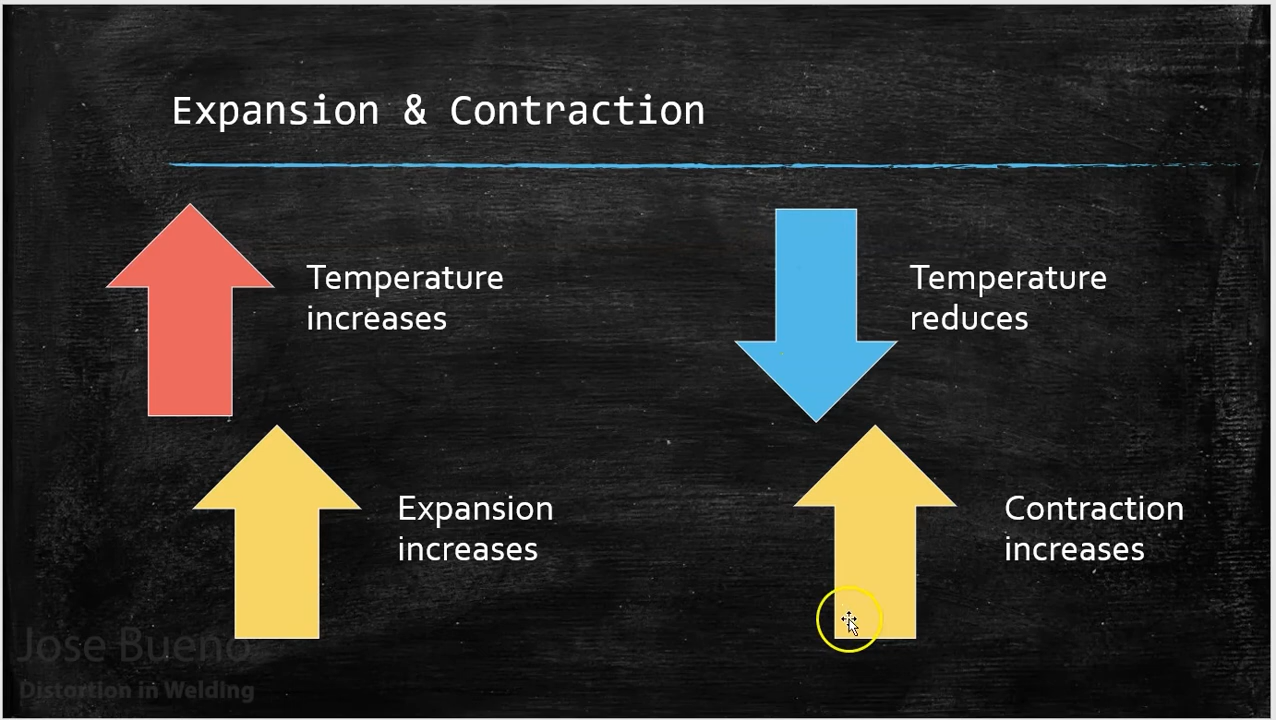 Expansion & Contraction
Temperature
increases
Temperature
reduces
Expansion
increases
Contraction
increases
Jose Bueno
Distortion in Welding